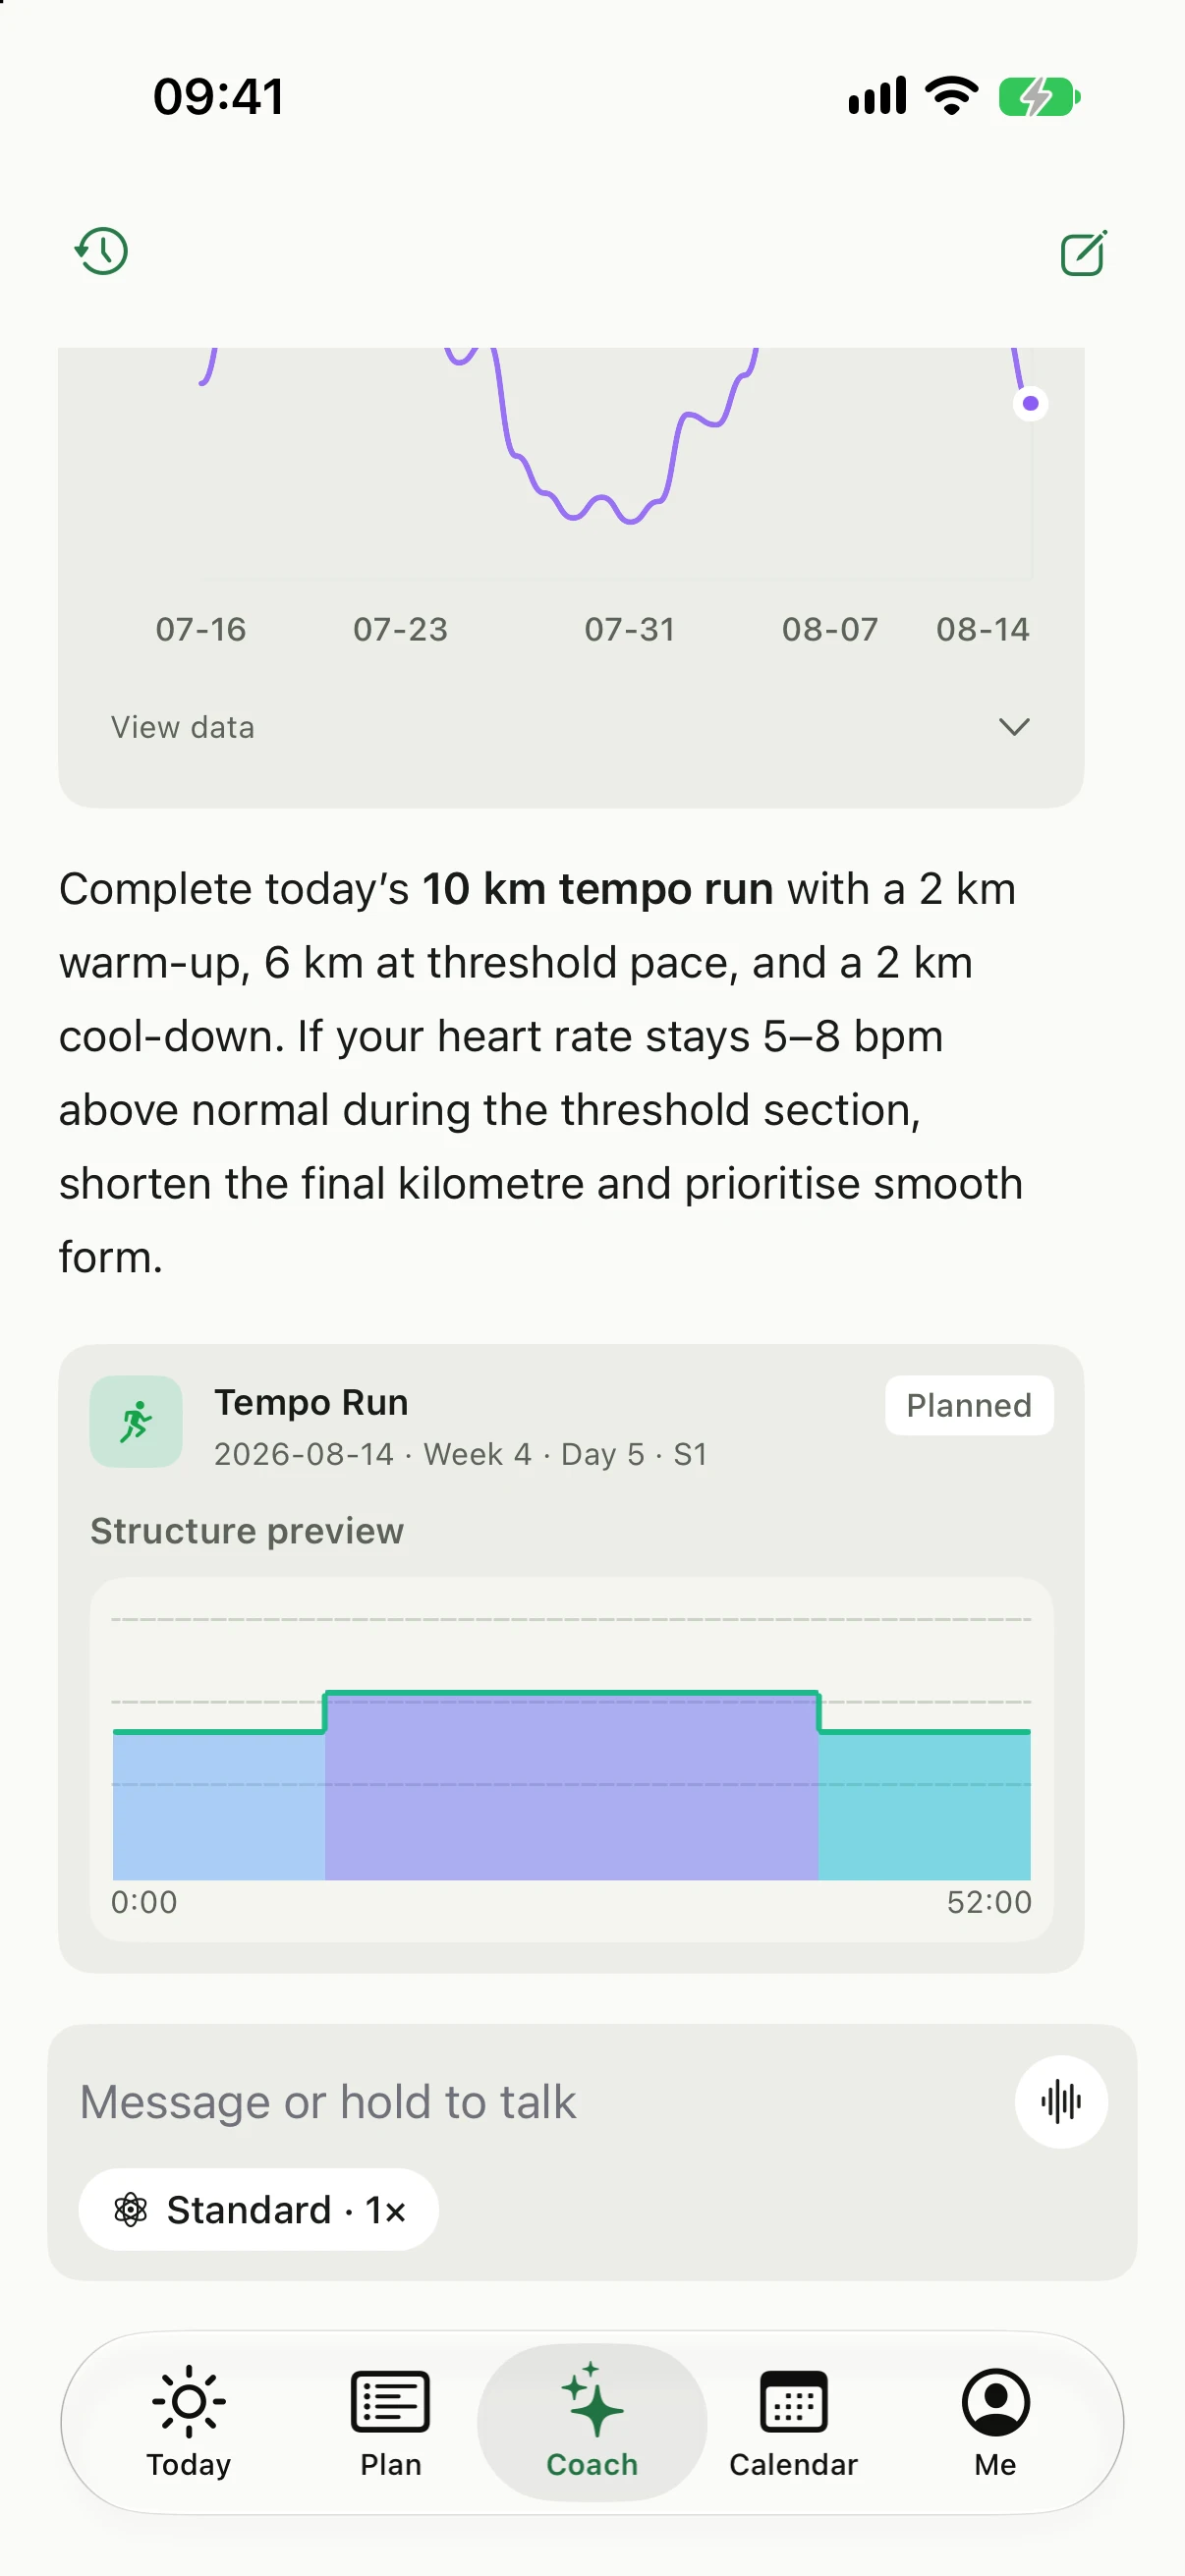 09:41
07-16 07-23 07-31 08-07 08-14
View data
Complete today’s 10 km tempo run with a 2 km
warm-up, 6 km at threshold pace, and a 2 km
cool-down. If your heart rate stays 5–8 bpm
above normal during the threshold section,
shorten the final kilometre and prioritise smooth
form.
Tempo Run
Planned
2026-08-14 · Week 4 · Day 5 · S1
Structure preview
0:00 52:00
Message or hold to talk
Standard · 1×
Today Plan Coach Calendar Me